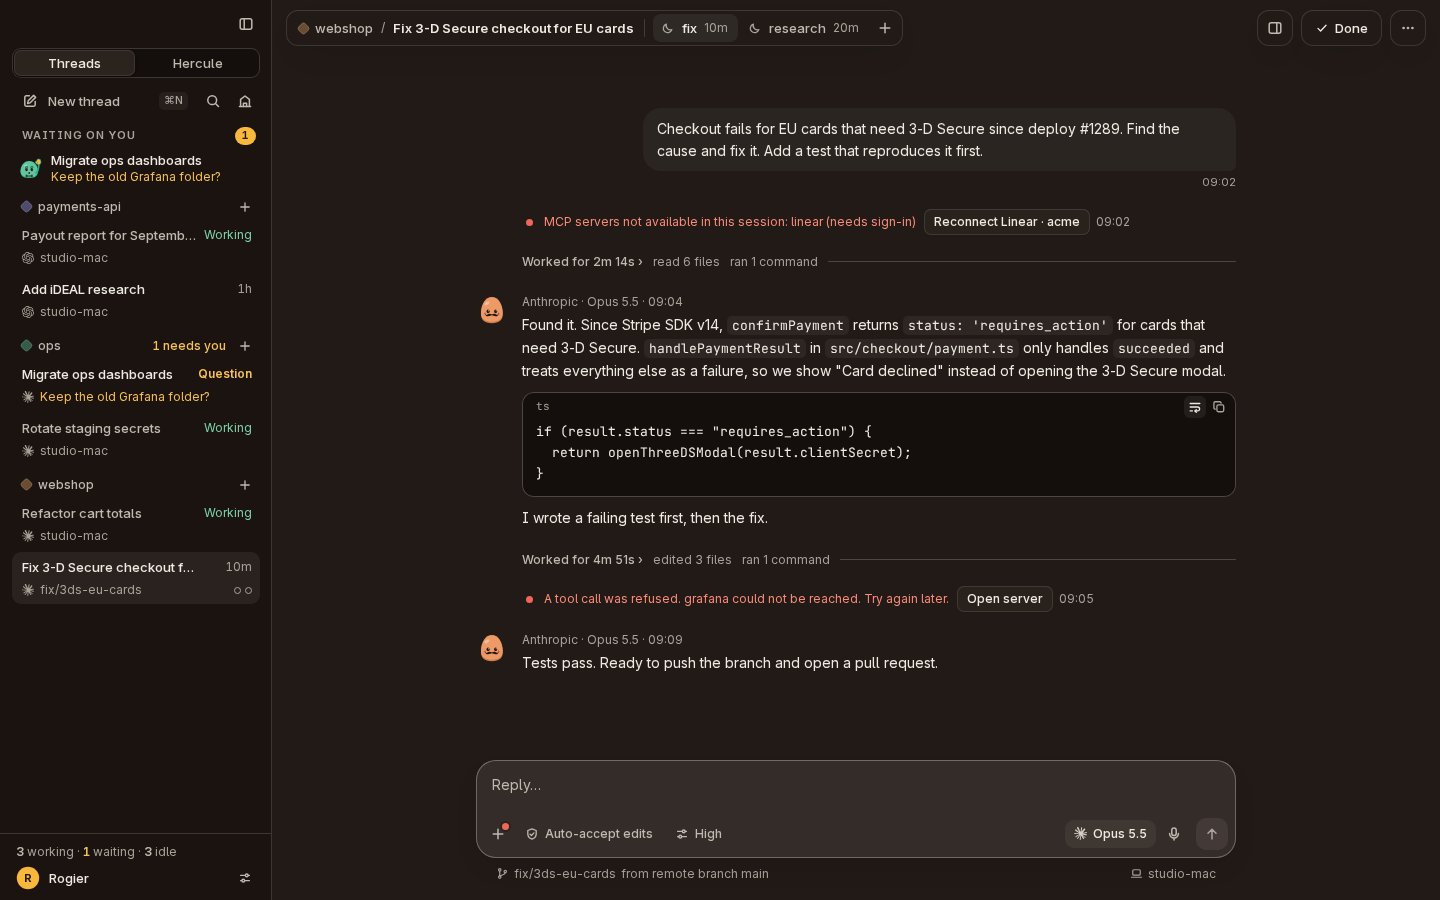 Threads
Hercule
New thread
⌘N
WAITING ON YOU
1
Migrate ops dashboards
Keep the old Grafana folder?
payments-api
Payout report for Septemb… Working
studio-mac
Add iDEAL research 1h
studio-mac
ops 1 needs you
Migrate ops dashboards Question
Keep the old Grafana folder?
Rotate staging secrets Working
studio-mac
webshop
Refactor cart totals Working
studio-mac
Fix 3-D Secure checkout f… 10m
fix/3ds-eu-cards
3 working · 1 waiting · 3 idle
R Rogier
webshop / Fix 3-D Secure checkout for EU cards fix 10m research 20m
Done
Checkout fails for EU cards that need 3-D Secure since deploy #1289. Find the
cause and fix it. Add a test that reproduces it first.
09:02
MCP servers not available in this session: linear (needs sign-in) Reconnect Linear · acme 09:02
Worked for 2m 14s › read 6 files ran 1 command
Anthropic · Opus 5.5 · 09:04
Found it. Since Stripe SDK v14, confirmPayment returns status: 'requires_action' for cards that
need 3-D Secure. handlePaymentResult in src/checkout/payment.ts only handles succeeded and
treats everything else as a failure, so we show "Card declined" instead of opening the 3-D Secure modal.
ts
if (result.status === "requires_action") {
  return openThreeDSModal(result.clientSecret);
}
I wrote a failing test first, then the fix.
Worked for 4m 51s › edited 3 files ran 1 command
A tool call was refused. grafana could not be reached. Try again later. Open server 09:05
Anthropic · Opus 5.5 · 09:09
Tests pass. Ready to push the branch and open a pull request.
Reply…
Auto-accept edits High Opus 5.5
fix/3ds-eu-cards from remote branch main studio-mac